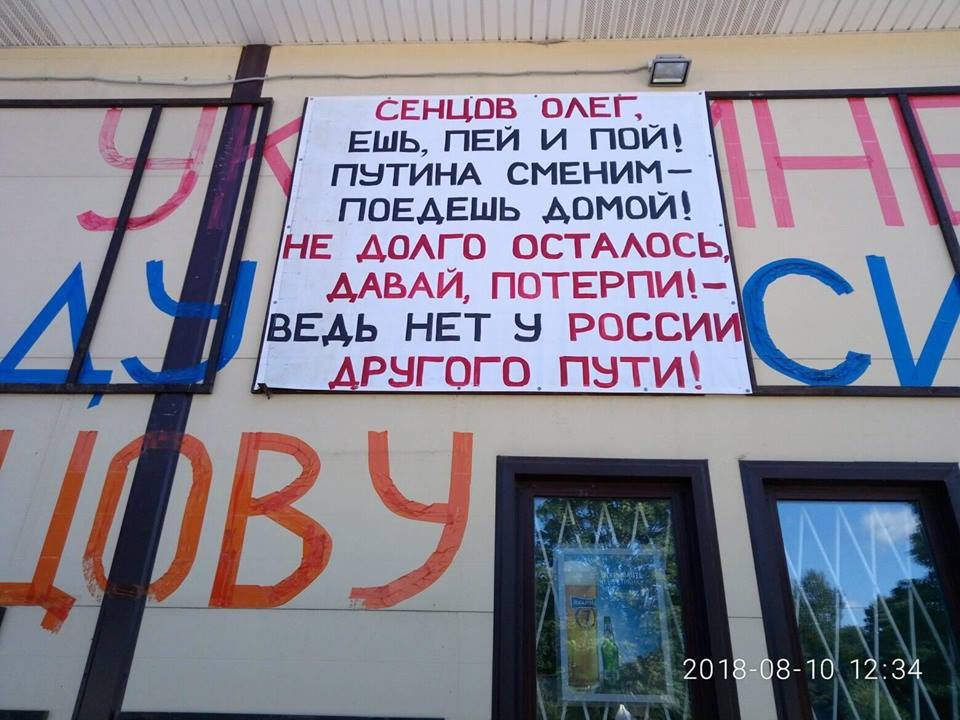 СЕНЦОВ ОЛЕГ,
ЕШЬ, ПЕЙ И ПОЙ!
ПУТИНА СМЕНИМ–
ПОЕДЕШЬ ДОМОЙ!
НЕ ДОЛГО ОСТАЛОСЬ,
ДАВАЙ, ПОТЕРПИ!–
ВЕДЬ НЕТ У РОССИИ
ДРУГОГО ПУТИ!
ЦОВУ
2018-08-10 12:34